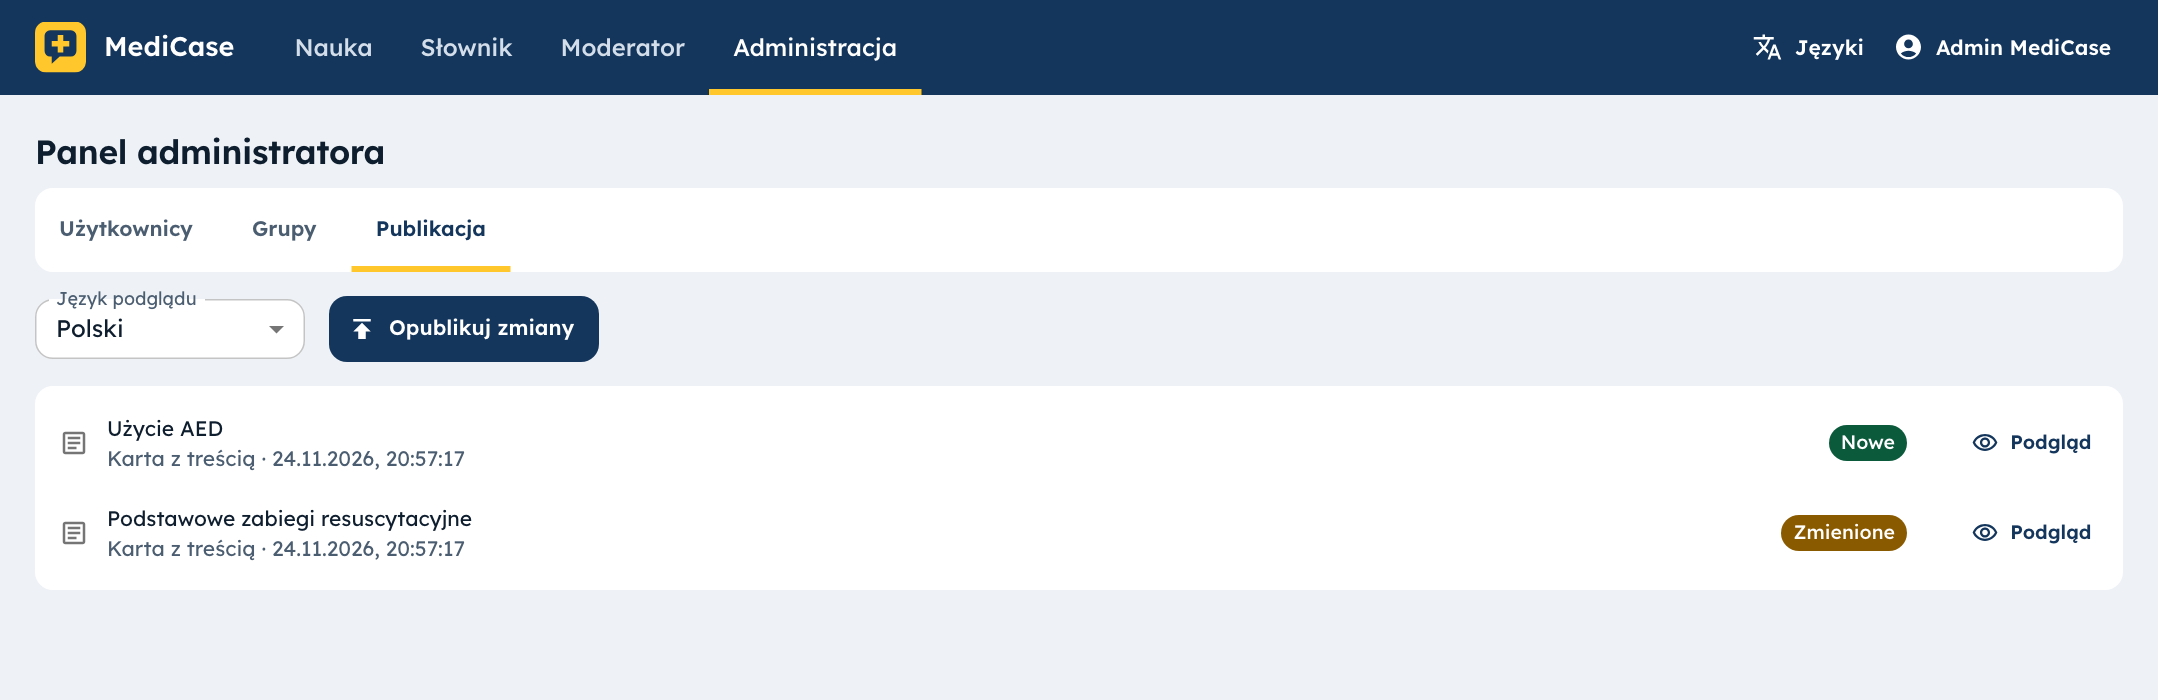 MediCase Nauka Słownik Moderator Administracja Języki Admin MediCase
Panel administratora
Użytkownicy Grupy Publikacja
Język podglądu
Polski
Opublikuj zmiany
Użycie AED
Karta z treścią · 24.11.2026, 20:57:17
Nowe Podgląd
Podstawowe zabiegi resuscytacyjne
Karta z treścią · 24.11.2026, 20:57:17
Zmienione Podgląd